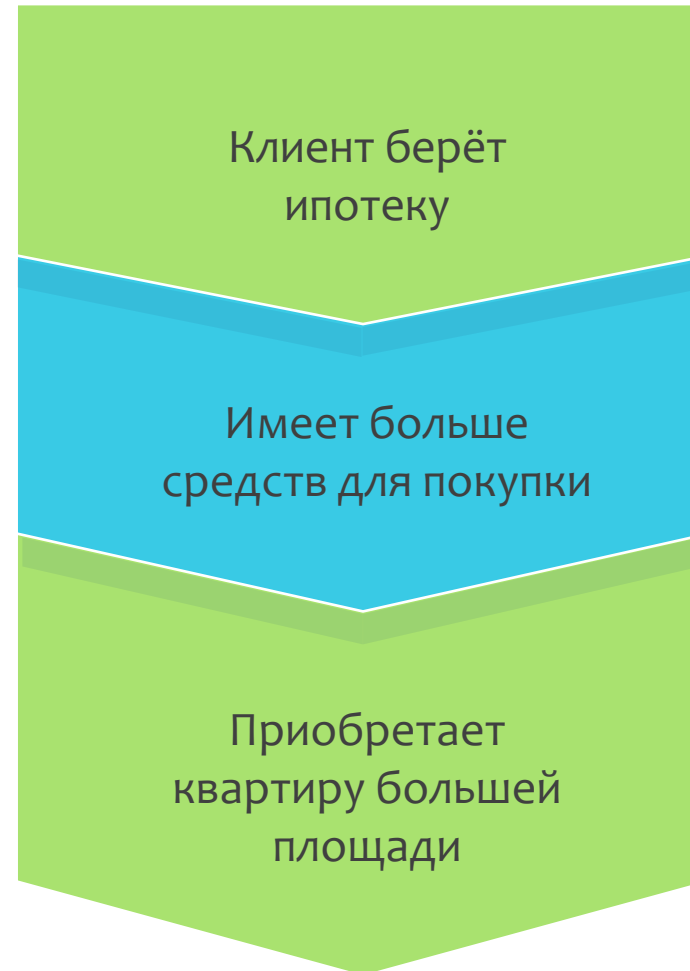 Клиент берёт
ипотеку
Имеет больше
средств для покупки
Приобретает
квартиру большей
площади